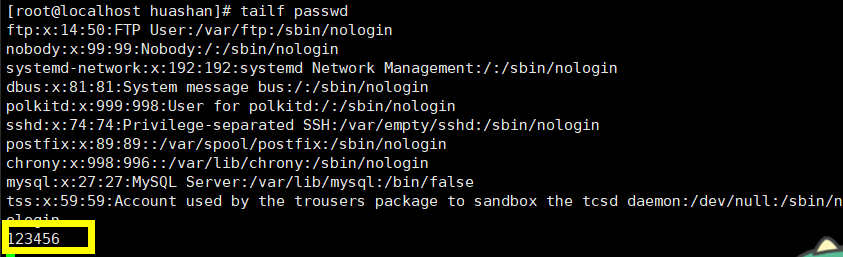 [root@localhost huashan]# tailf passwd
ftp:x:14:50:FTP User:/var/ftp:/sbin/nologin
nobody:x:99:99:Nobody:/:/sbin/nologin
systemd-network:x:192:192:systemd Network Management:/:/sbin/nologin
dbus:x:81:81:System message bus:/:/sbin/nologin
polkitd:x:999:998:User for polkitd:/:/sbin/nologin
sshd:x:74:74:Privilege-separated SSH:/var/empty/sshd:/sbin/nologin
postfix:x:89:89::/var/spool/postfix:/sbin/nologin
chrony:x:998:996::/var/lib/chrony:/sbin/nologin
mysql:x:27:27:MySQL Server:/var/lib/mysql:/bin/false
tss:x:59:59:Account used by the trousers package to sandbox the tcsd daemon:/dev/null:/sbin/n
ologin
123456